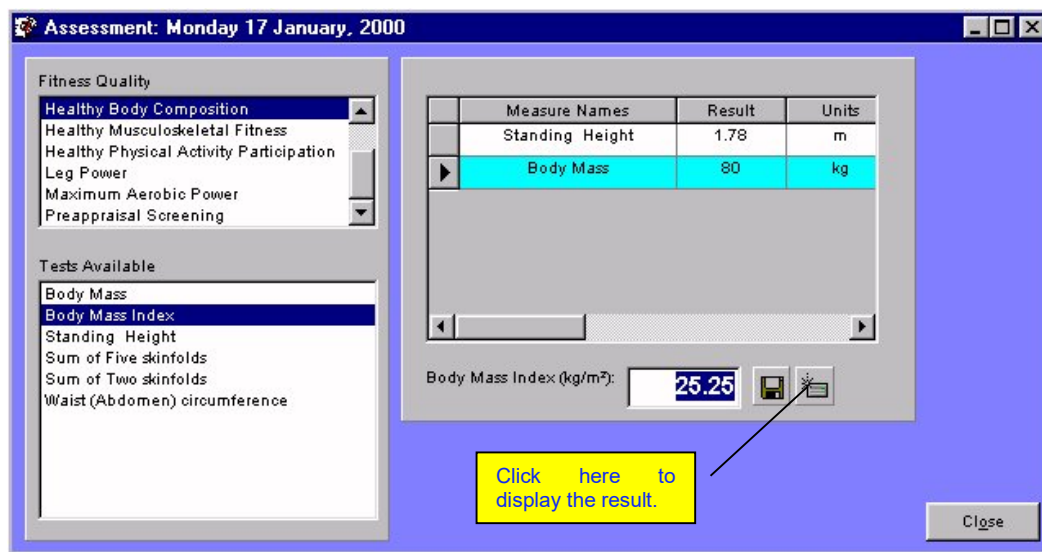 Assessment: Monday 17 January, 2000
Fitness Quality
Healthy Body Composition
Healthy Musculoskeletal Fitness
Healthy Physical Activity Participation
Leg Power
Maximum Aerobic Power
Preappraisal Screening
Tests Available
Body Mass
Body Mass Index
Standing Height
Sum of Five skinfolds
Sum of Two skinfolds
Waist (Abdomen) circumference
Measure Names Result Units
Standing Height 1.78 m
Body Mass 80 kg
Body Mass Index (kg/m²): 25.25
Click here to
display the result.
Close